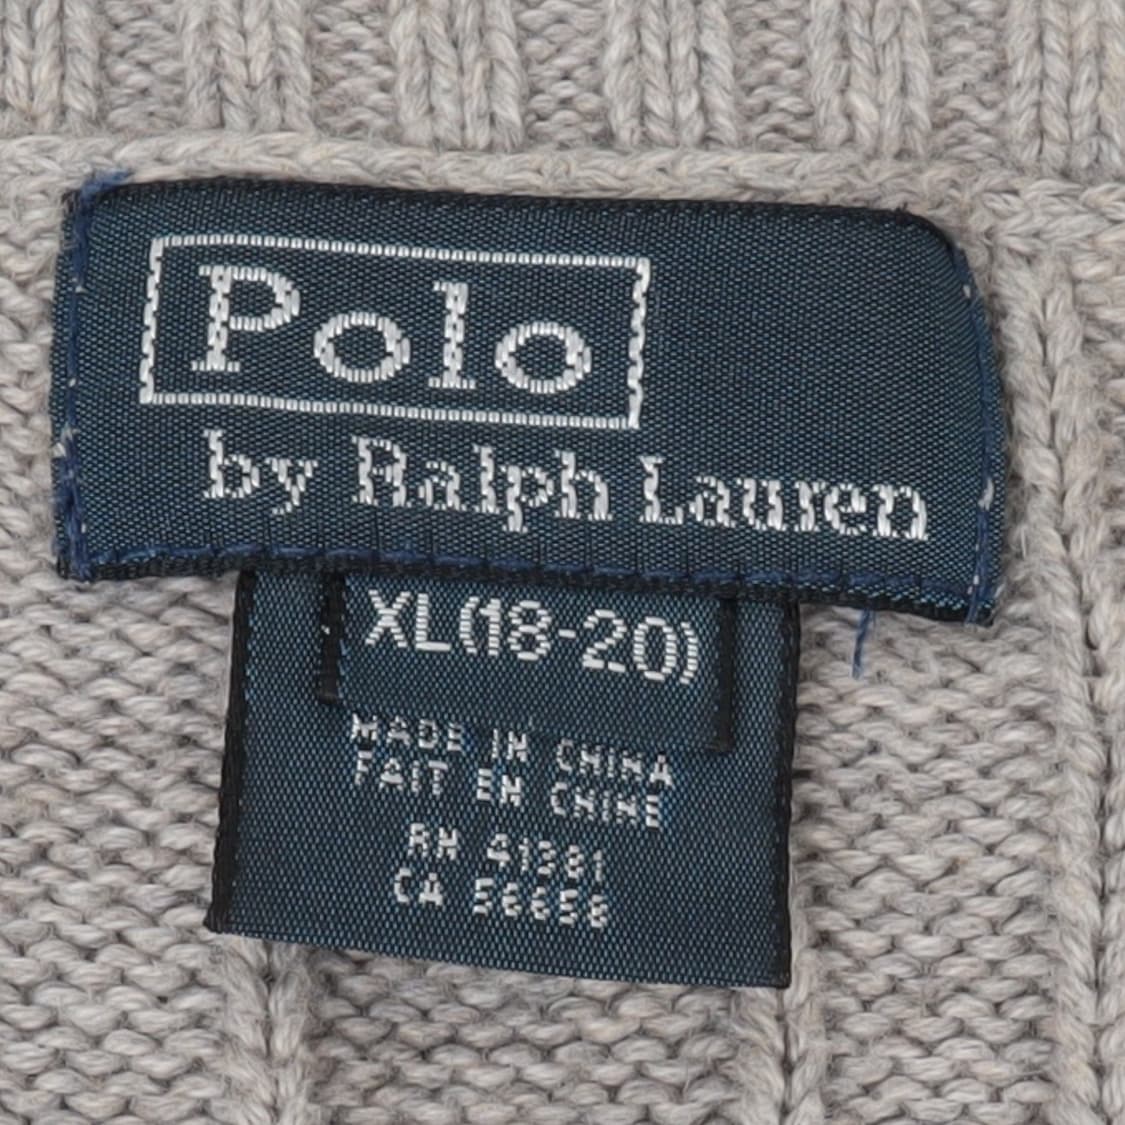 Polo
by Ralph Lauren
XL(18-20)
MADE IN CHINA
FAIT EN CHINE
RN 41381
CA 56658